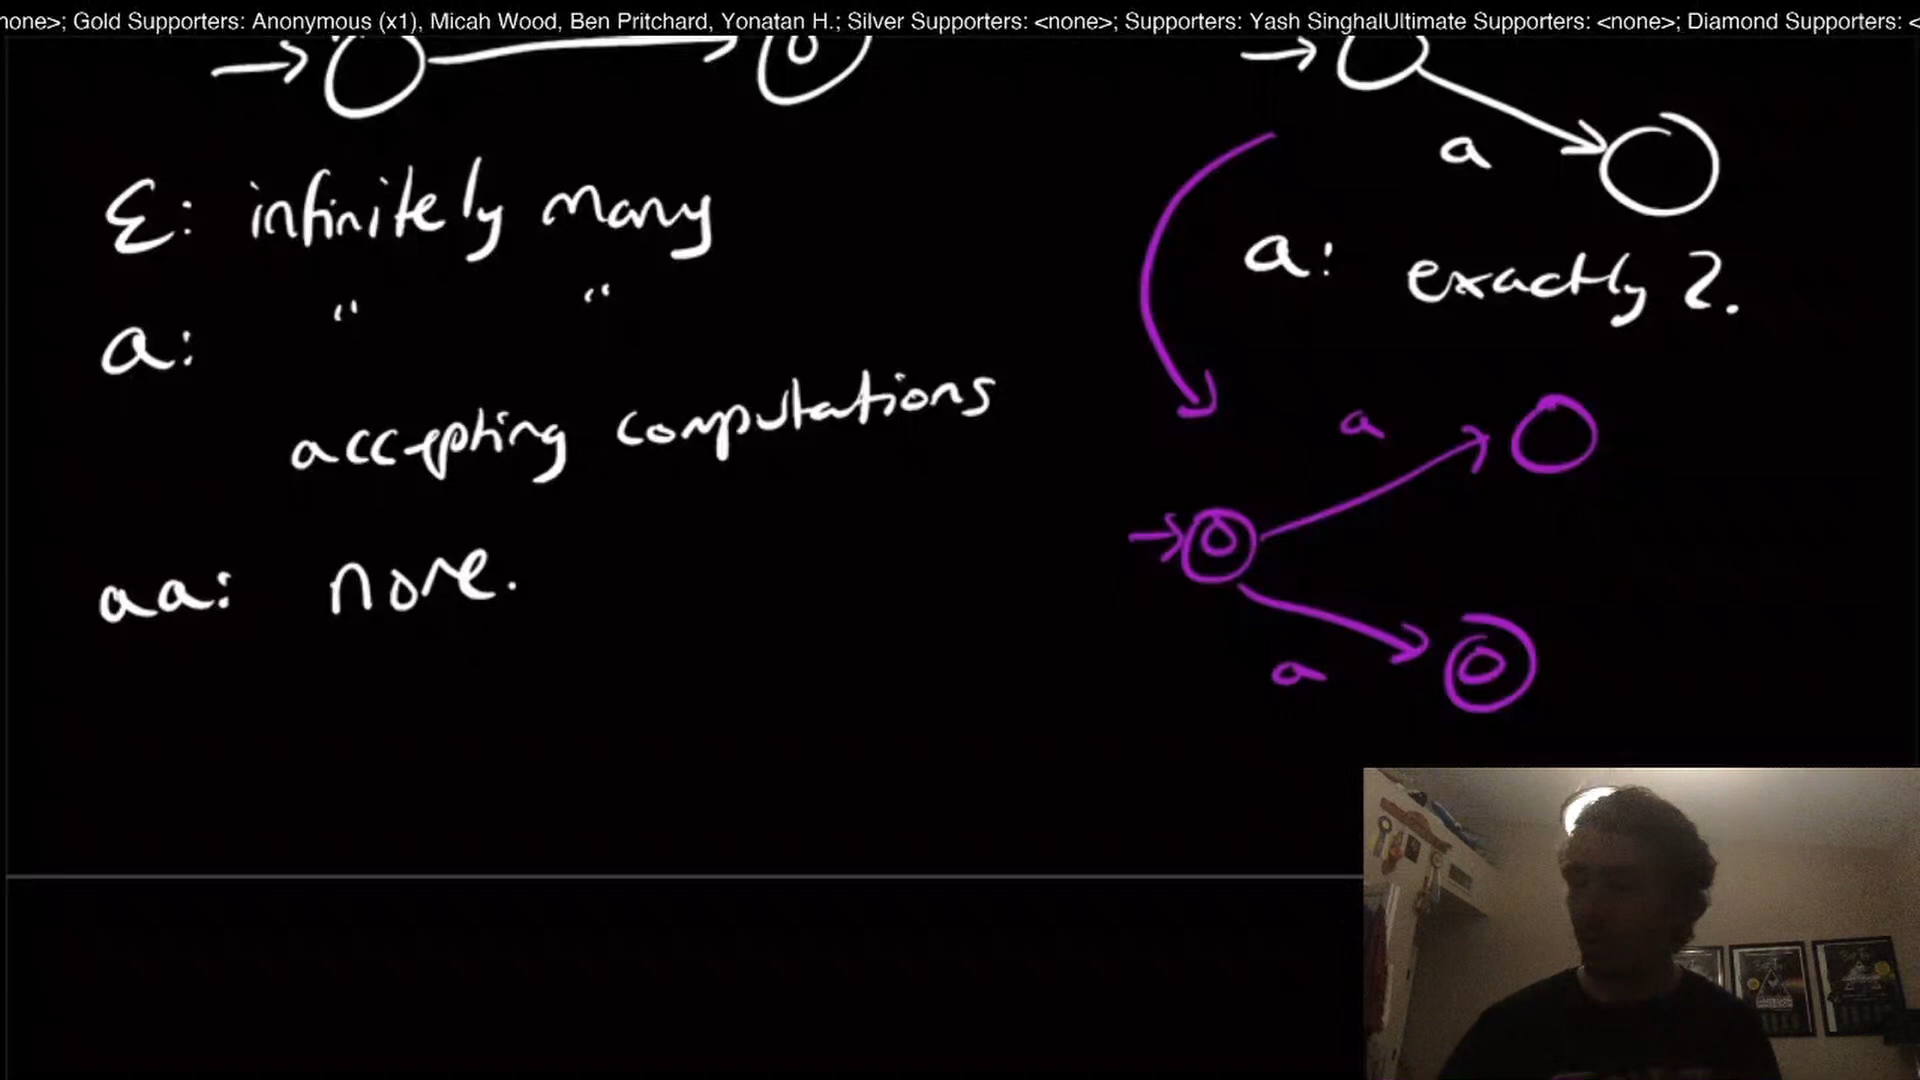 none>; Gold Supporters: Anonymous (x1), Micah Wood, Ben Pritchard, Yonatan H.; Silver Supporters: <none>; Supporters: Yash SinghalUltimate Supporters: <none>; Diamond Supporters: <
a
ε: infinitely many
a: exactly 2.
a: " "
accepting computations
a
aa: none.
a